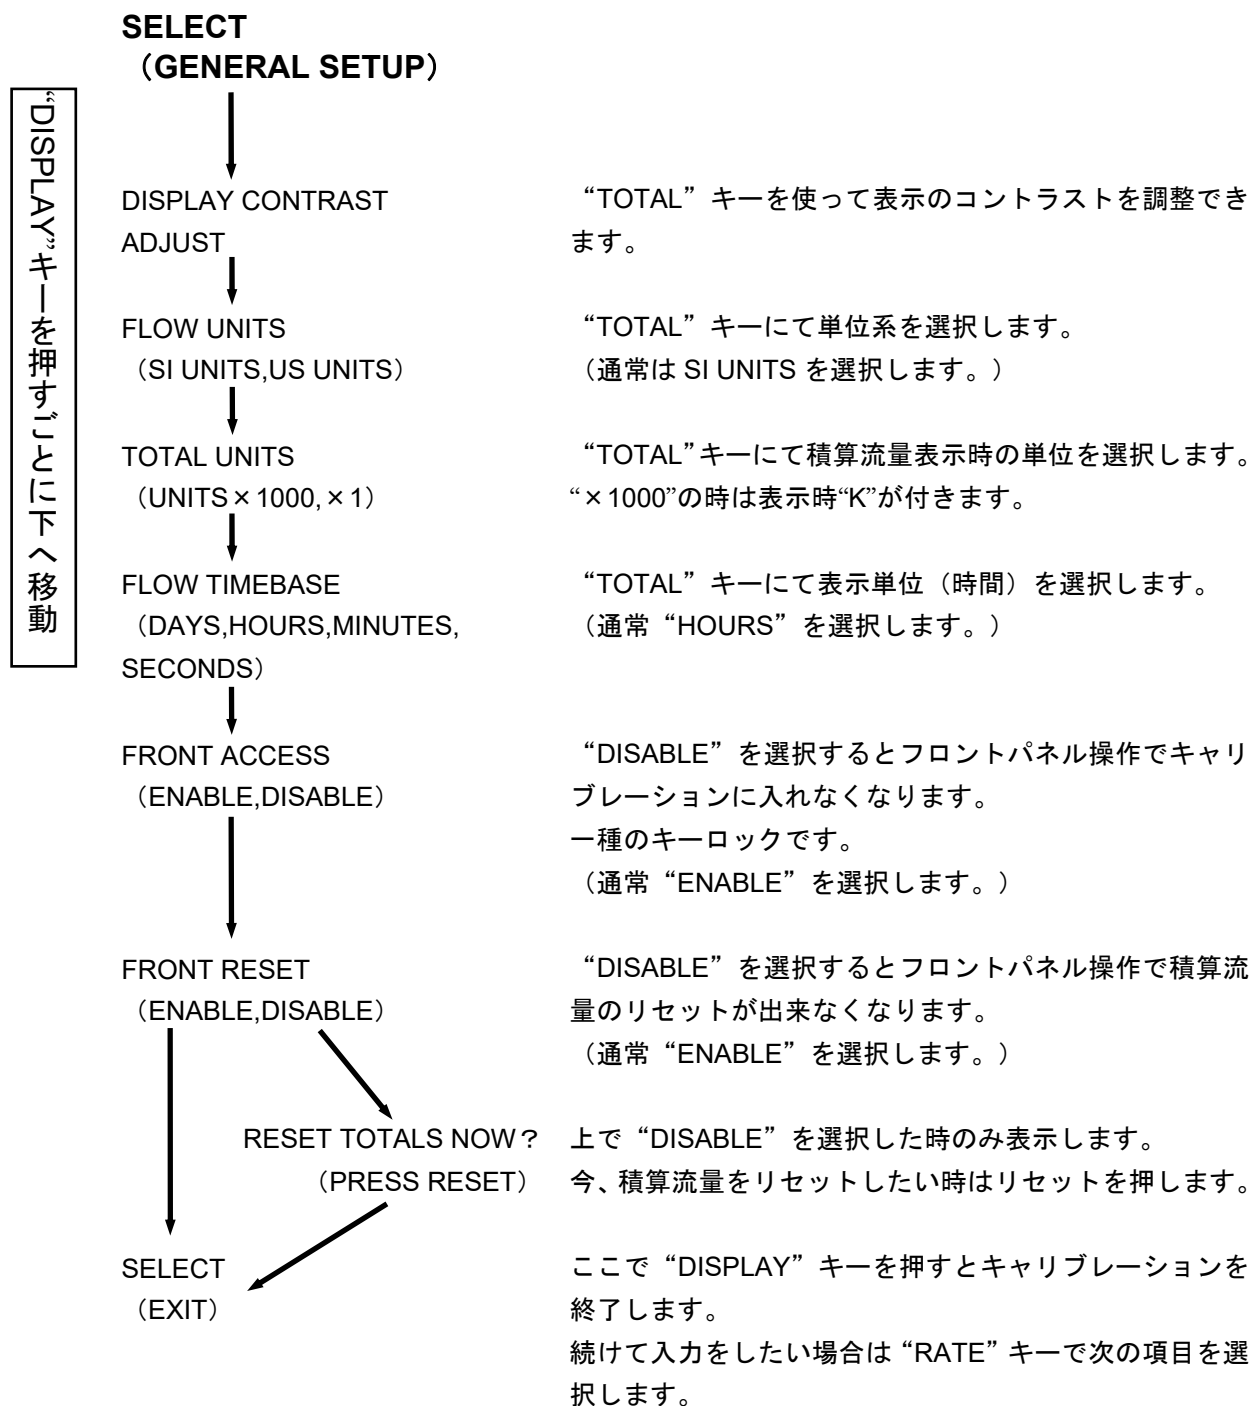 SELECT
（GENERAL SETUP）
“DISPLAY”キーを押すごとに下へ移動
DISPLAY CONTRAST
ADJUST
“TOTAL”キーを使って表示のコントラストを調整でき
ます。
FLOW UNITS
（SI UNITS,US UNITS）
“TOTAL”キーにて単位系を選択します。
（通常は SI UNITS を選択します。）
TOTAL UNITS
（UNITS×1000,×1）
“TOTAL”キーにて積算流量表示時の単位を選択します。
“×1000”の時は表示時“K”が付きます。
FLOW TIMEBASE
（DAYS,HOURS,MINUTES,
SECONDS）
“TOTAL”キーにて表示単位（時間）を選択します。
（通常“HOURS”を選択します。）
FRONT ACCESS
（ENABLE,DISABLE）
“DISABLE”を選択するとフロントパネル操作でキャリ
ブレーションに入れなくなります。
一種のキーロックです。
（通常“ENABLE”を選択します。）
FRONT RESET
（ENABLE,DISABLE）
“DISABLE”を選択するとフロントパネル操作で積算流
量のリセットが出来なくなります。
（通常“ENABLE”を選択します。）
RESET TOTALS NOW？
（PRESS RESET）
上で“DISABLE”を選択した時のみ表示します。
今、積算流量をリセットしたい時はリセットを押します。
SELECT
（EXIT）
ここで“DISPLAY”キーを押すとキャリブレーションを
終了します。
続けて入力をしたい場合は“RATE”キーで次の項目を選
択します。